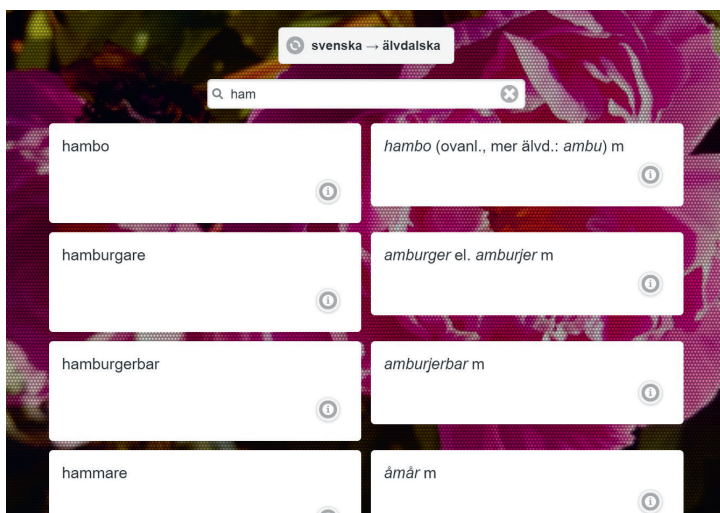 svenska → älvdalska
ham
hambo
hambo (ovanl., mer älvd.: ambu) m
hamburgare
amburger el. amburjer m
hamburgerbar
amburjerbar m
hammare
åmår m